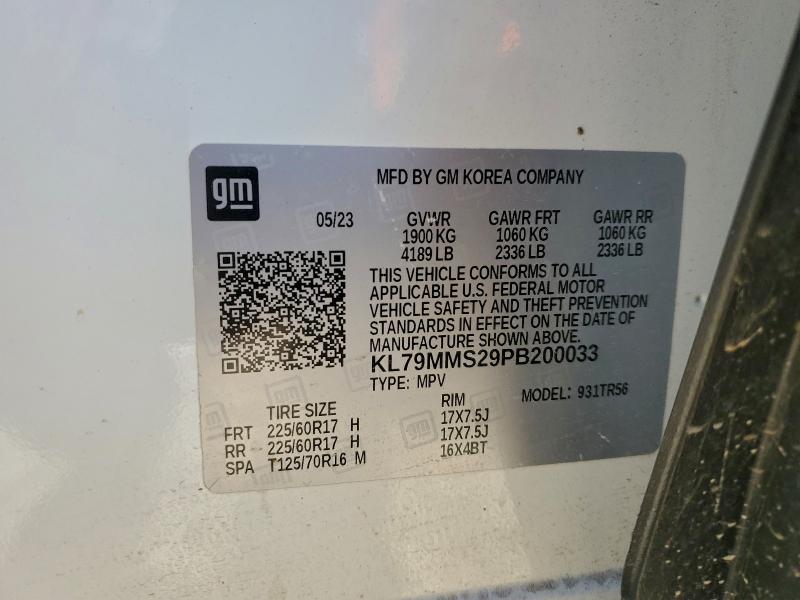 gm
MFD BY GM KOREA COMPANY
05/23 GVWR GAWR FRT GAWR RR
1900 KG 1060 KG 1060 KG
4189 LB 2336 LB 2336 LB
THIS VEHICLE CONFORMS TO ALL
APPLICABLE U.S. FEDERAL MOTOR
VEHICLE SAFETY AND THEFT PREVENTION
STANDARDS IN EFFECT ON THE DATE OF
MANUFACTURE SHOWN ABOVE.
KL79MMS29PB200033
TYPE: MPV MODEL: 931TR56
TIRE SIZE RIM
FRT 225/60R17 H 17X7.5J
RR 225/60R17 H 17X7.5J
SPA T125/70R16 M 16X4BT